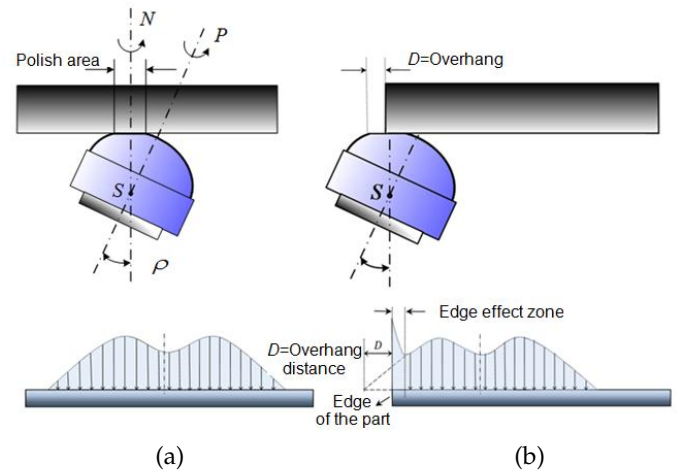 N
P
Polish area
D=Overhang
S
S
ρ
Edge effect zone
D=Overhang
distance
D
Edge
of the part
(a)
(b)